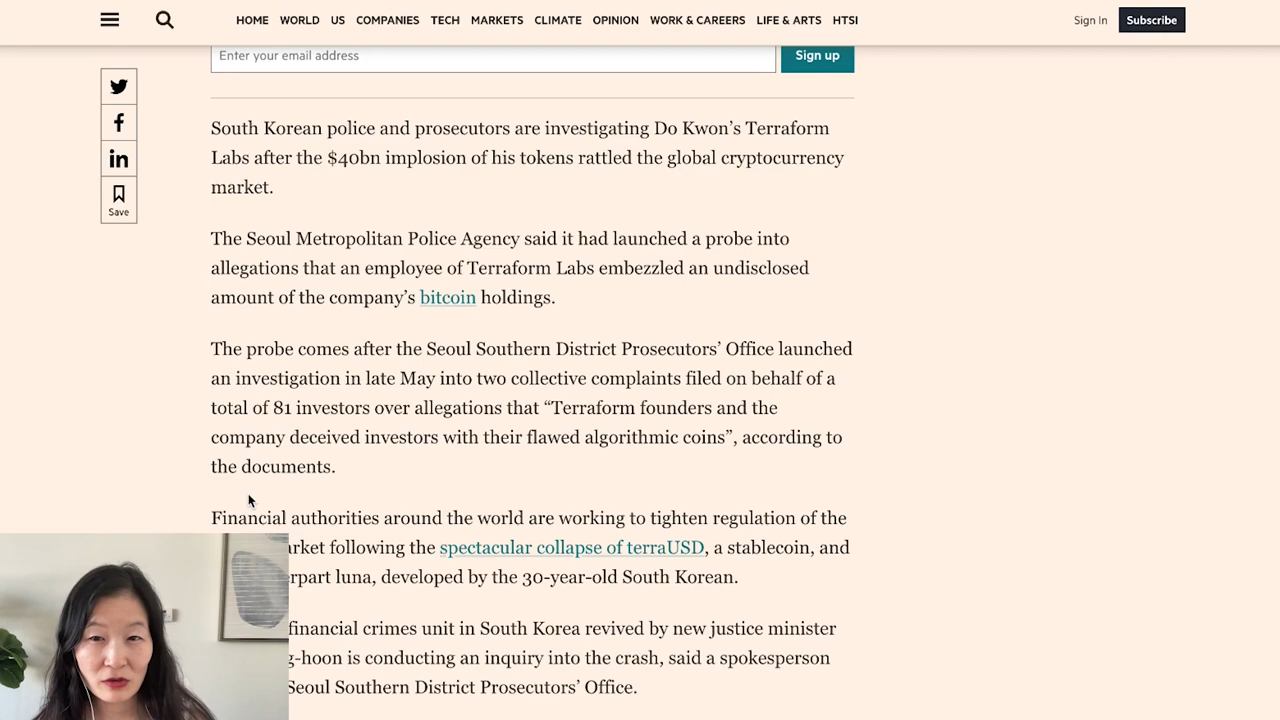 HOME WORLD US COMPANIES TECH MARKETS CLIMATE OPINION WORK & CAREERS LIFE & ARTS HTSI
Sign In Subscribe
Enter your email address Sign up
Save
South Korean police and prosecutors are investigating Do Kwon’s Terraform
Labs after the $40bn implosion of his tokens rattled the global cryptocurrency
market.
The Seoul Metropolitan Police Agency said it had launched a probe into
allegations that an employee of Terraform Labs embezzled an undisclosed
amount of the company’s bitcoin holdings.
The probe comes after the Seoul Southern District Prosecutors’ Office launched
an investigation in late May into two collective complaints filed on behalf of a
total of 81 investors over allegations that “Terraform founders and the
company deceived investors with their flawed algorithmic coins”, according to
the documents.
Financial authorities around the world are working to tighten regulation of the
following the spectacular collapse of terraUSD, a stablecoin, and
luna, developed by the 30-year-old South Korean.
financial crimes unit in South Korea revived by new justice minister
-hoon is conducting an inquiry into the crash, said a spokesperson
Seoul Southern District Prosecutors’ Office.